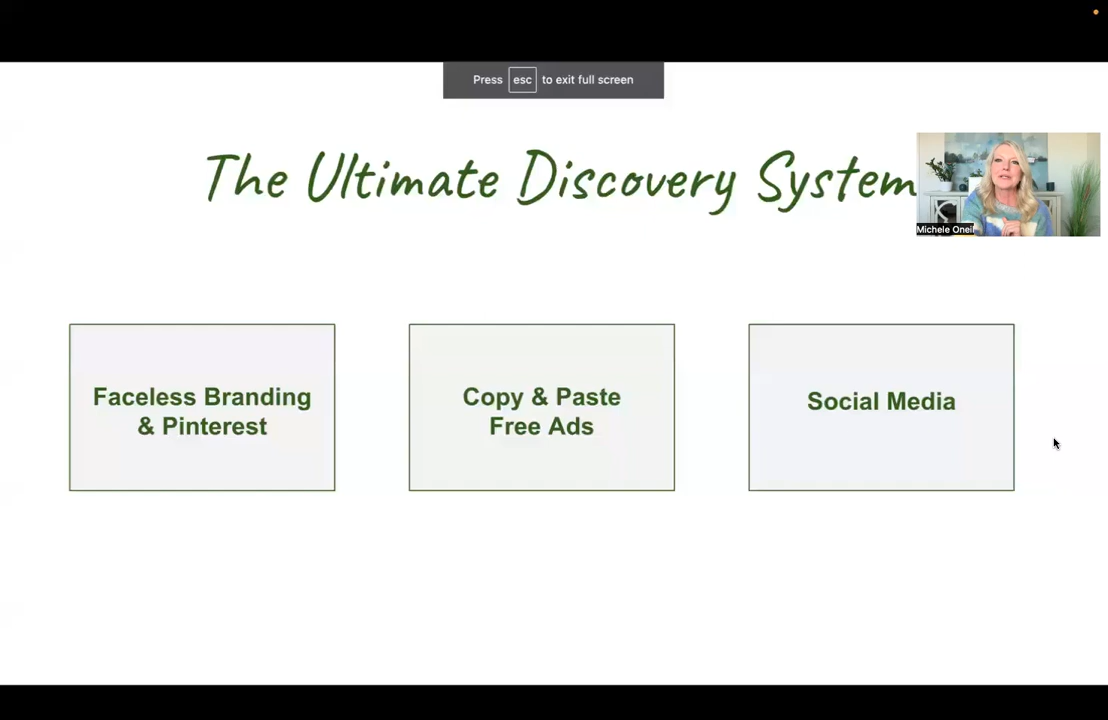 Press esc to exit full screen
The Ultimate Discovery System
Michele Oneil
Faceless Branding
& Pinterest
Copy & Paste
Free Ads
Social Media